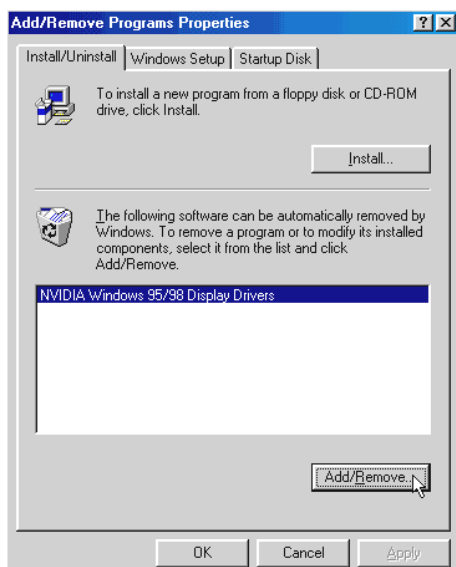 Add/Remove Programs Properties
Install/Uninstall Windows Setup Startup Disk
To install a new program from a floppy disk or CD-ROM
drive, click Install.
Install...
The following software can be automatically removed by
Windows. To remove a program or to modify its installed
components, select it from the list and click
Add/Remove.
NVIDIA Windows 95/98 Display Drivers
Add/Remove...
OK Cancel Apply